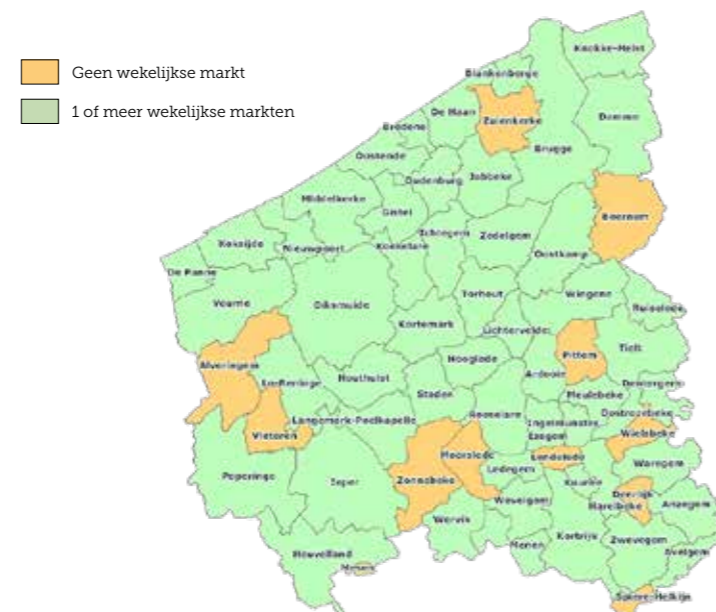 Geen wekelijkse markt
1 of meer wekelijkse markten
Knokke-Heist
Blankenberge
De Haan
Zuienkerke
Damme
Bredene
Brugge
Oostende
Oudenburg
Jabbeke
Middelkerke
Gistel
Beernem
Ichtegem
Zedelgem
Koksijde
Nieuwpoort
Koekelare
Oostkamp
De Panne
Veurne
Diksmuide
Torhout
Wingene
Ruiselede
Kortemark
Lichtervelde
Pittem
Tielt
Alveringem
Hooglede
Lo-Reninge
Houthulst
Ardooie
Dentergem
Staden
Meulebeke
Langemark-Poelkapelle
Roeselare
Oostrozebeke
Ingelmunster
Vleteren
Izegem
Wielsbeke
Moorslede
Lendelede
Waregem
Poperinge
Ieper
Zonnebeke
Ledegem
Kuurne
Deerlijk
Wevelgem
Harelbeke
Anzegem
Wervik
Menen
Kortrijk
Zwevegem
Avelgem
Heuvelland
Mesen
Spiere-Helkijn